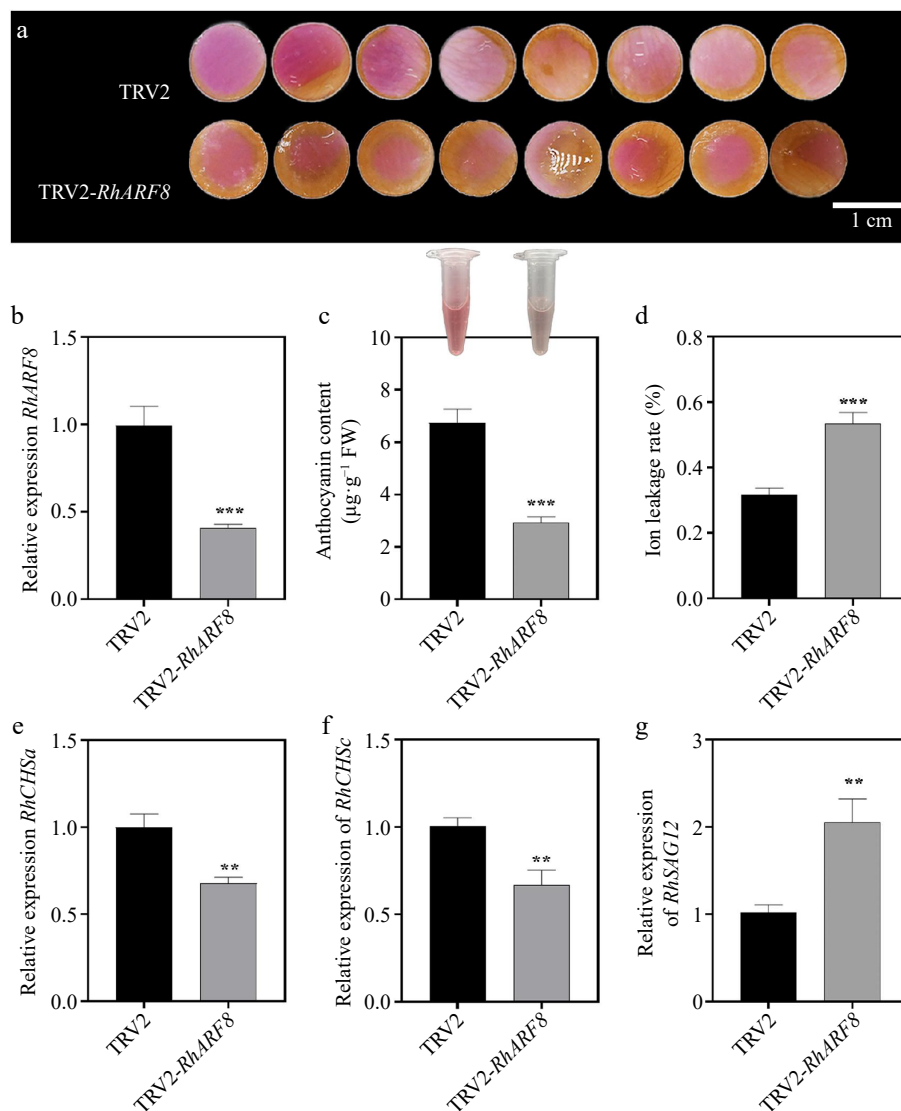 a
TRV2
TRV2-RhARF8
1 cm
b
Relative expression RhARF8
1.5
1.0
0.5
0.0
***
TRV2
TRV2-RhARF8
c
Anthocyanin content
(µg·g⁻¹ FW)
10
8
6
4
2
0
***
TRV2
TRV2-RhARF8
d
Ion leakage rate (%)
0.8
0.6
0.4
0.2
0.0
***
TRV2
TRV2-RhARF8
e
Relative expression RhCHSa
1.5
1.0
0.5
0.0
**
TRV2
TRV2-RhARF8
f
Relative expression of RhCHSc
1.5
1.0
0.5
0.0
**
TRV2
TRV2-RhARF8
g
Relative expression
of RhSAG12
3
2
1
0
**
TRV2
TRV2-RhARF8